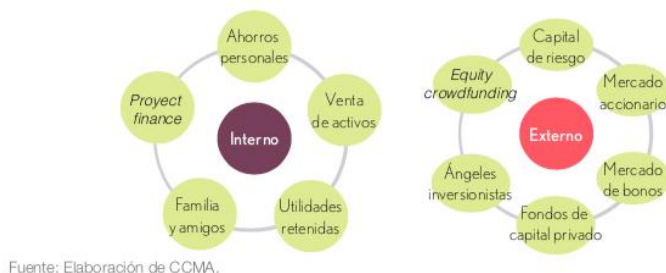 Ahorros
personales
Proyect
finance
Venta
de activos
Interno
Familia
y amigos
Utilidades
retenidas
Capital
de riesgo
Equity
crowdfunding
Mercado
accionario
Externo
Ángeles
inversionistas
Mercado
de bonos
Fondos de
capital privado
Fuente: Elaboración de CCMA.